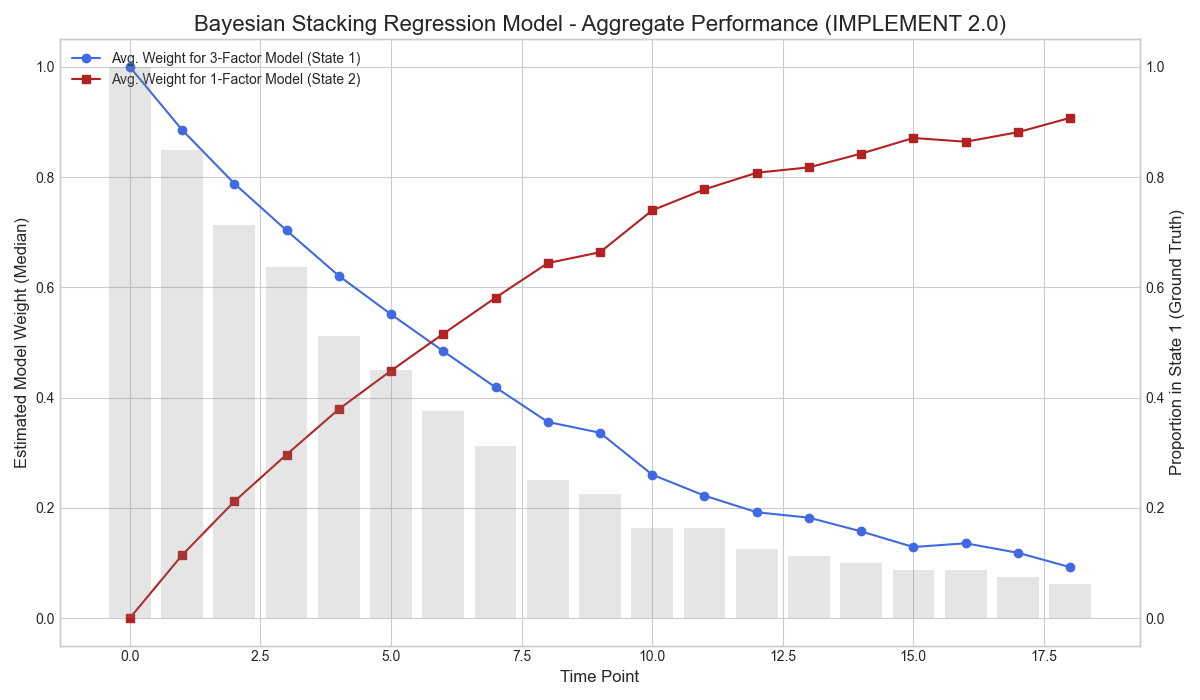 Bayesian Stacking Regression Model - Aggregate Performance (IMPLEMENT 2.0)
Avg. Weight for 3-Factor Model (State 1)
Avg. Weight for 1-Factor Model (State 2)
Estimated Model Weight (Median)
1.0
0.8
0.6
0.4
0.2
0.0
0.0 2.5 5.0 7.5 10.0 12.5 15.0 17.5
Time Point
1.0
0.8
0.6
0.4
0.2
0.0
Proportion in State 1 (Ground Truth)